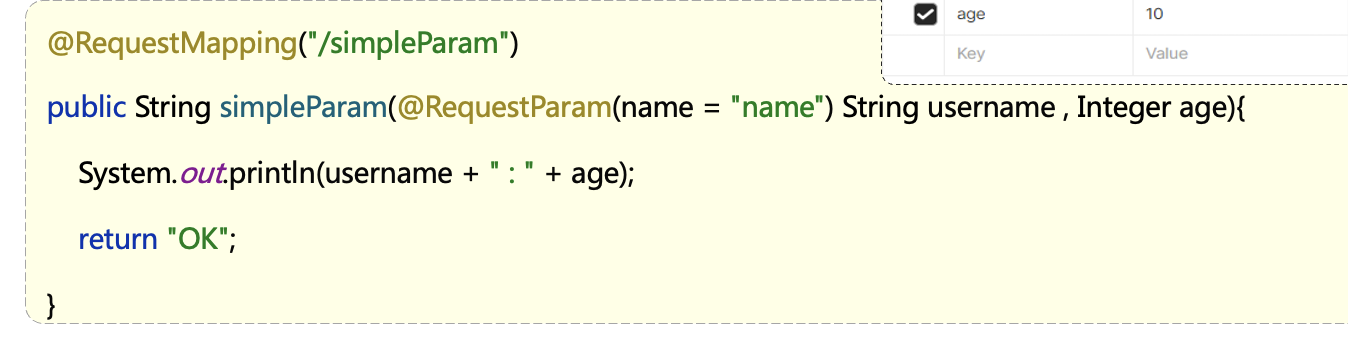 age 10
@RequestMapping("/simpleParam")
Key Value
public String simpleParam(@RequestParam(name = "name") String username , Integer age){
System.out.println(username + " : " + age);
return "OK";
}